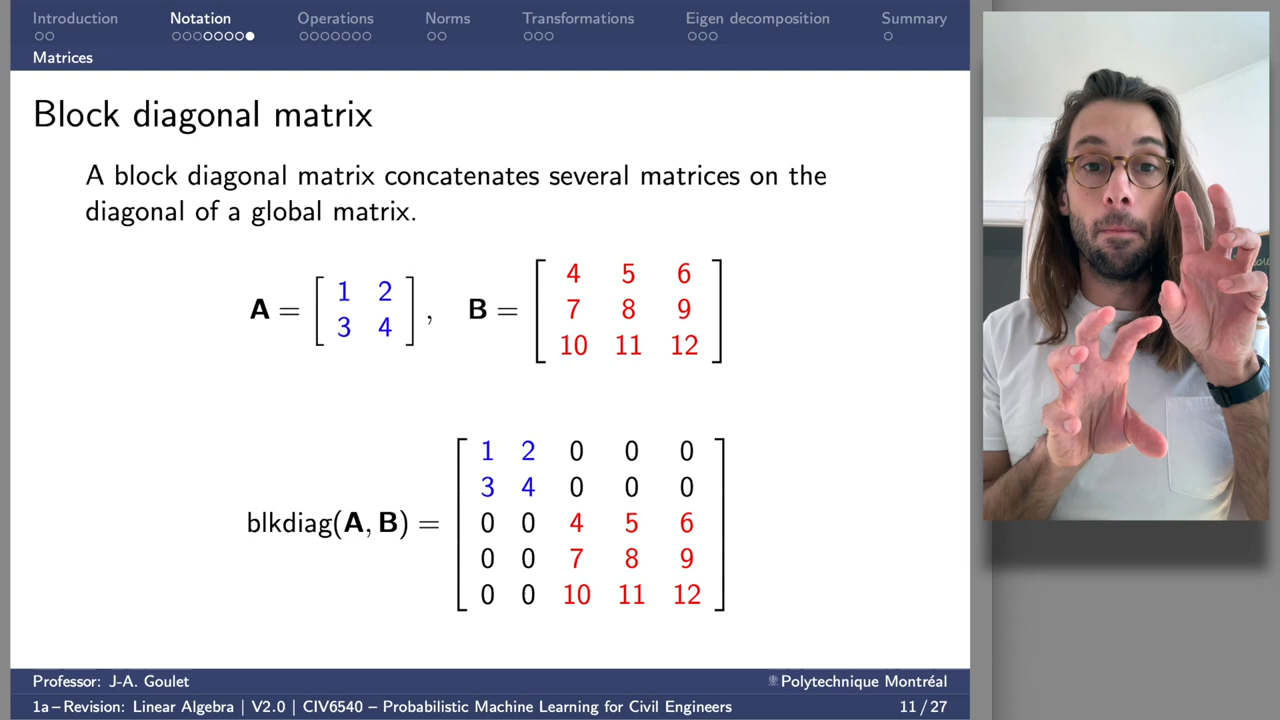 Introduction Notation Operations Norms Transformations Eigen decomposition Summary
Matrices
Block diagonal matrix
A block diagonal matrix concatenates several matrices on the
diagonal of a global matrix.
A = [ 1 2
3 4 ] , B = [ 4 5 6
7 8 9
10 11 12 ]
blkdiag(A, B) = [ 1 2 0 0 0
3 4 0 0 0
0 0 4 5 6
0 0 7 8 9
0 0 10 11 12 ]
Professor: J-A. Goulet Polytechnique Montréal
1a – Revision: Linear Algebra | V2.0 | CIV6540 – Probabilistic Machine Learning for Civil Engineers 11 / 27